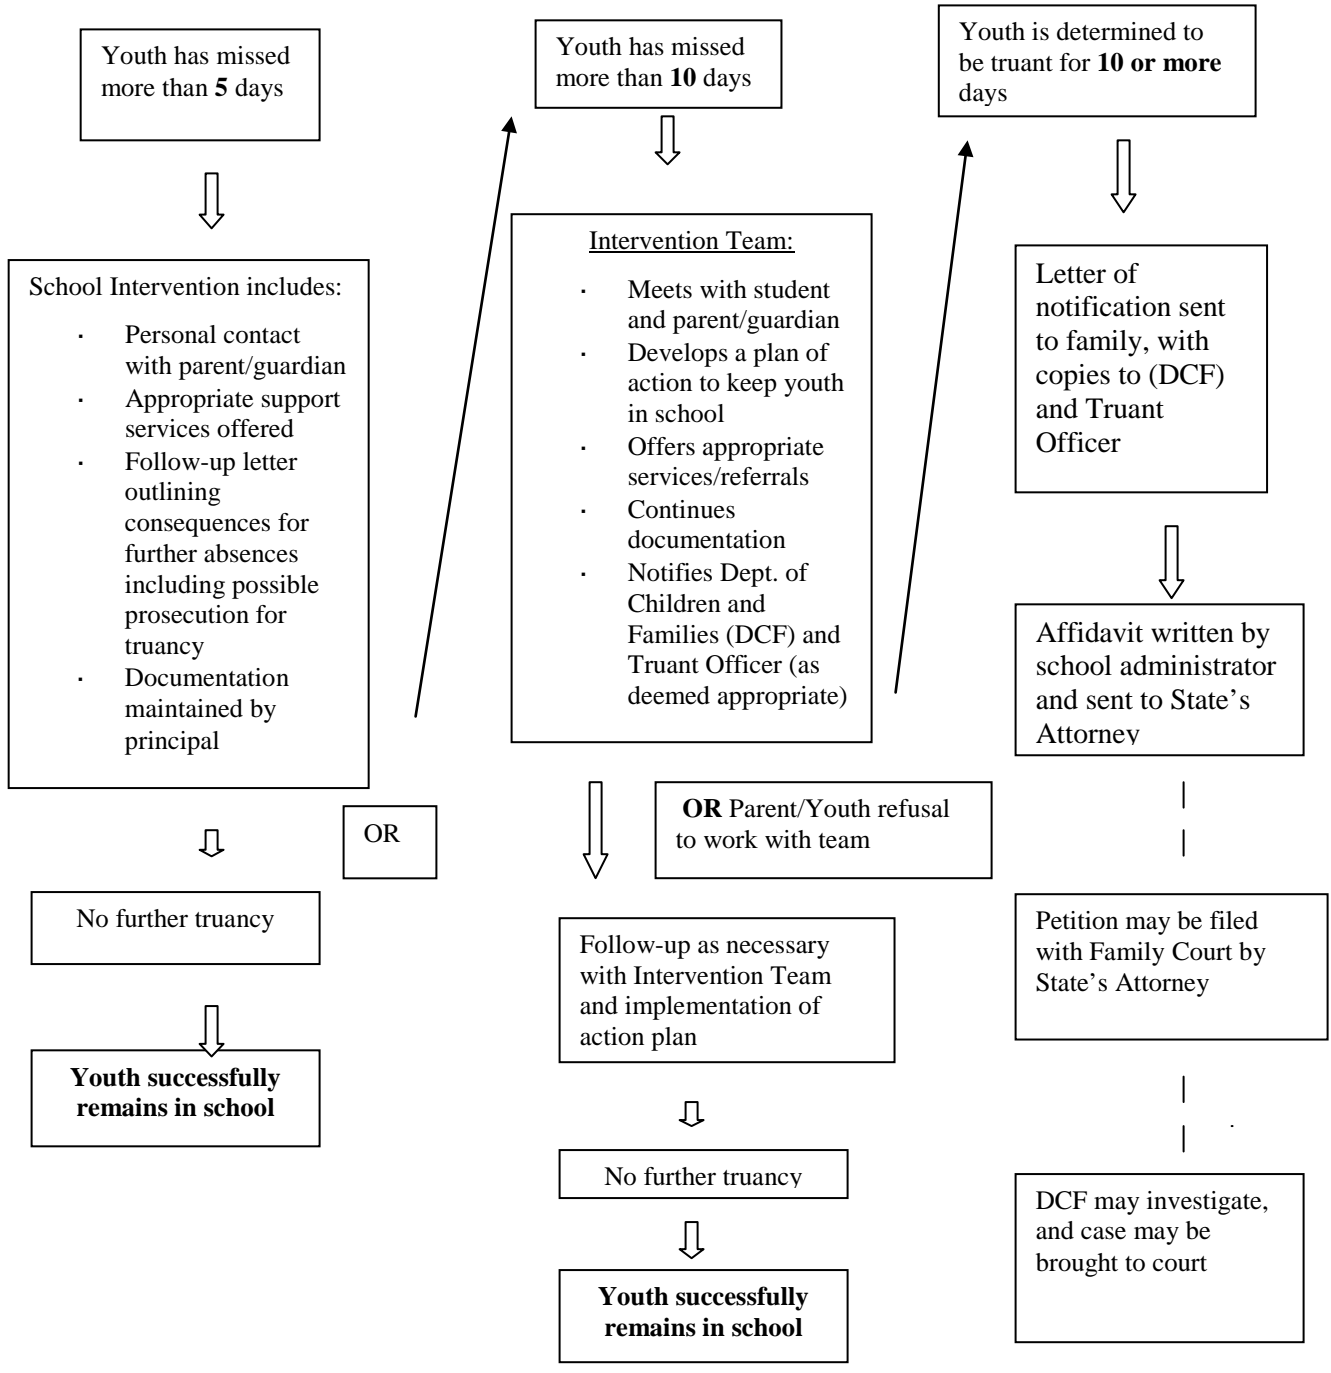 Youth has missed
more than 5 days
School Intervention includes:
· Personal contact
with parent/guardian
· Appropriate support
services offered
· Follow-up letter
outlining
consequences for
further absences
including possible
prosecution for
truancy
· Documentation
maintained by
principal
OR
No further truancy
Youth successfully
remains in school
Youth has missed
more than 10 days
Intervention Team:
· Meets with student
and parent/guardian
· Develops a plan of
action to keep youth
in school
· Offers appropriate
services/referrals
· Continues
documentation
· Notifies Dept. of
Children and
Families (DCF) and
Truant Officer (as
deemed appropriate)
OR Parent/Youth refusal
to work with team
Follow-up as necessary
with Intervention Team
and implementation of
action plan
No further truancy
Youth successfully
remains in school
Youth is determined to
be truant for 10 or more
days
Letter of
notification sent
to family, with
copies to (DCF)
and Truant
Officer
Affidavit written by
school administrator
and sent to State's
Attorney
Petition may be filed
with Family Court by
State's Attorney
DCF may investigate,
and case may be
brought to court